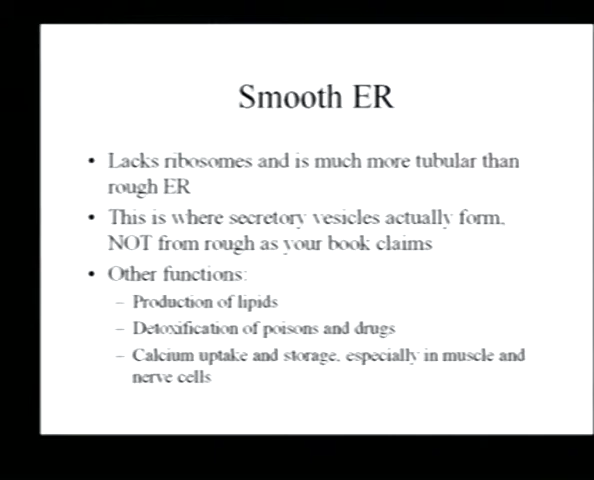 Smooth ER
• Lacks ribosomes and is much more tubular than
rough ER
• This is where secretory vesicles actually form,
NOT from rough as your book claims
• Other functions:
– Production of lipids
– Detoxification of poisons and drugs
– Calcium uptake and storage, especially in muscle and
nerve cells